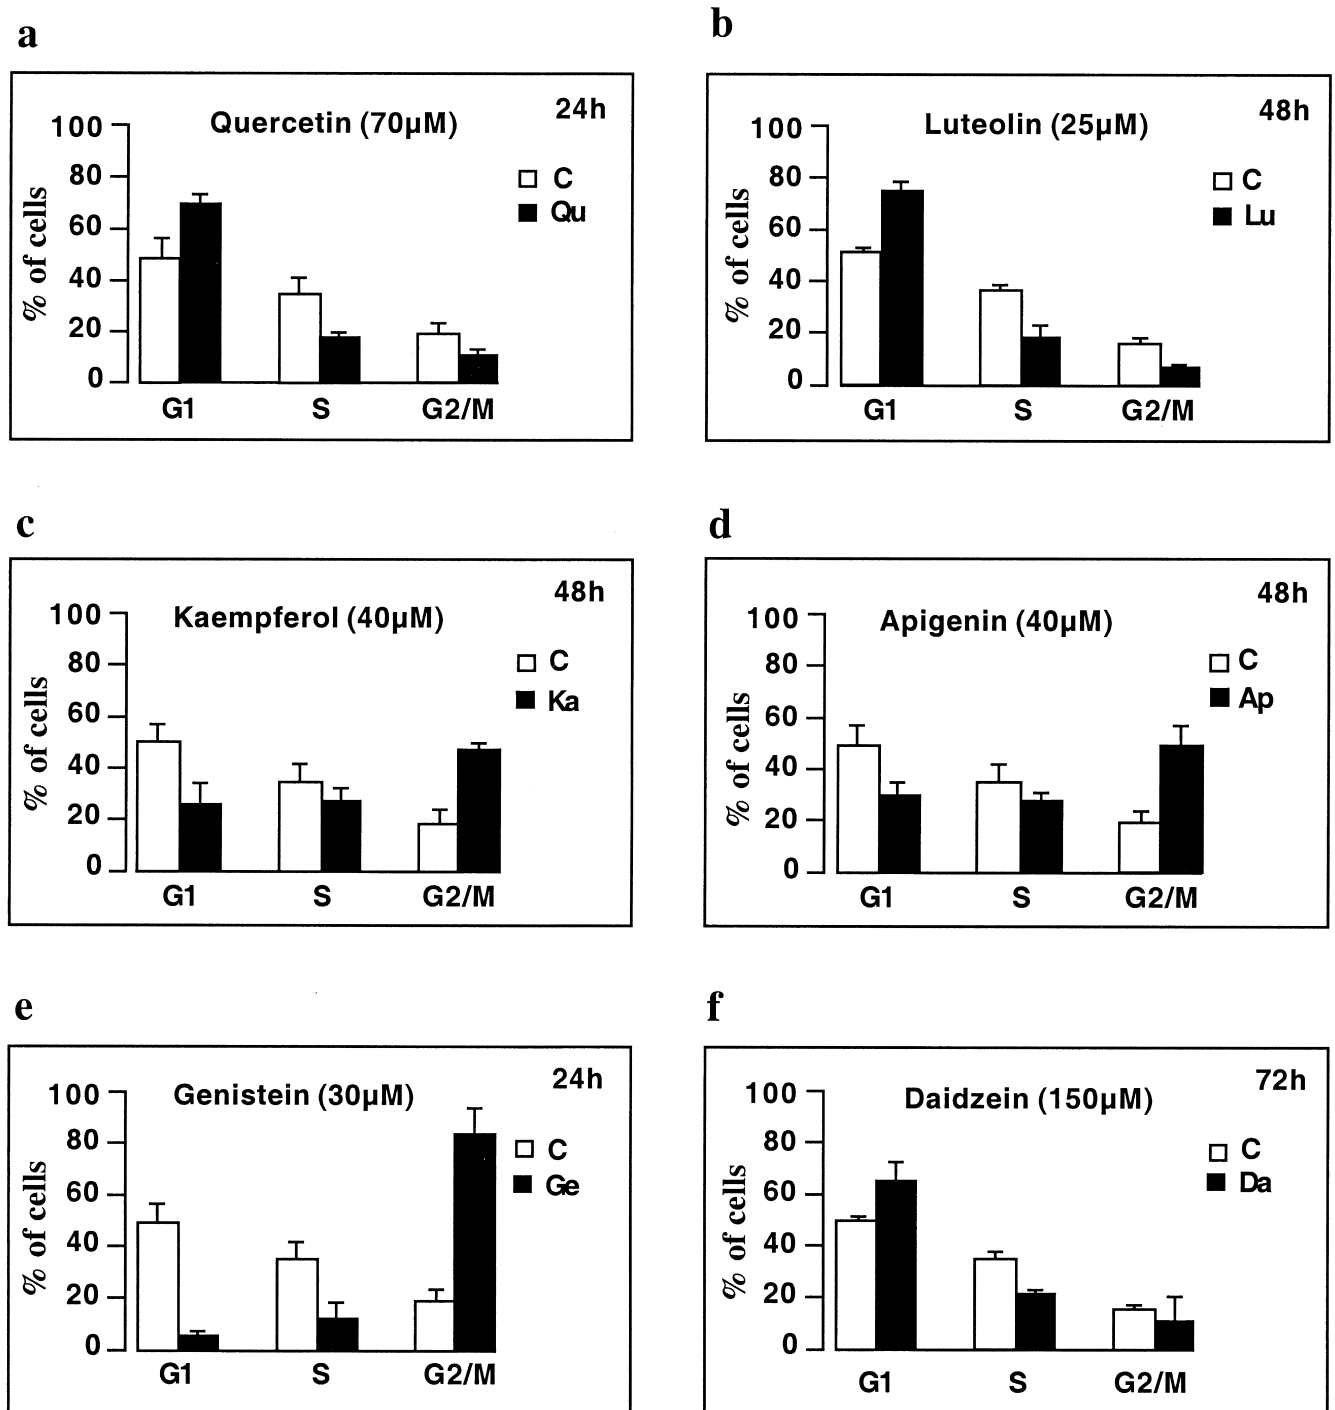 a
Quercetin (70µM)
24h
100
80
60
40
20
0
% of cells
C
Qu
G1 S G2/M
b
Luteolin (25µM)
48h
100
80
60
40
20
0
% of cells
C
Lu
G1 S G2/M
c
Kaempferol (40µM)
48h
100
80
60
40
20
0
% of cells
C
Ka
G1 S G2/M
d
Apigenin (40µM)
48h
100
80
60
40
20
0
% of cells
C
Ap
G1 S G2/M
e
Genistein (30µM)
24h
100
80
60
40
20
0
% of cells
C
Ge
G1 S G2/M
f
Daidzein (150µM)
72h
100
80
60
40
20
0
% of cells
C
Da
G1 S G2/M